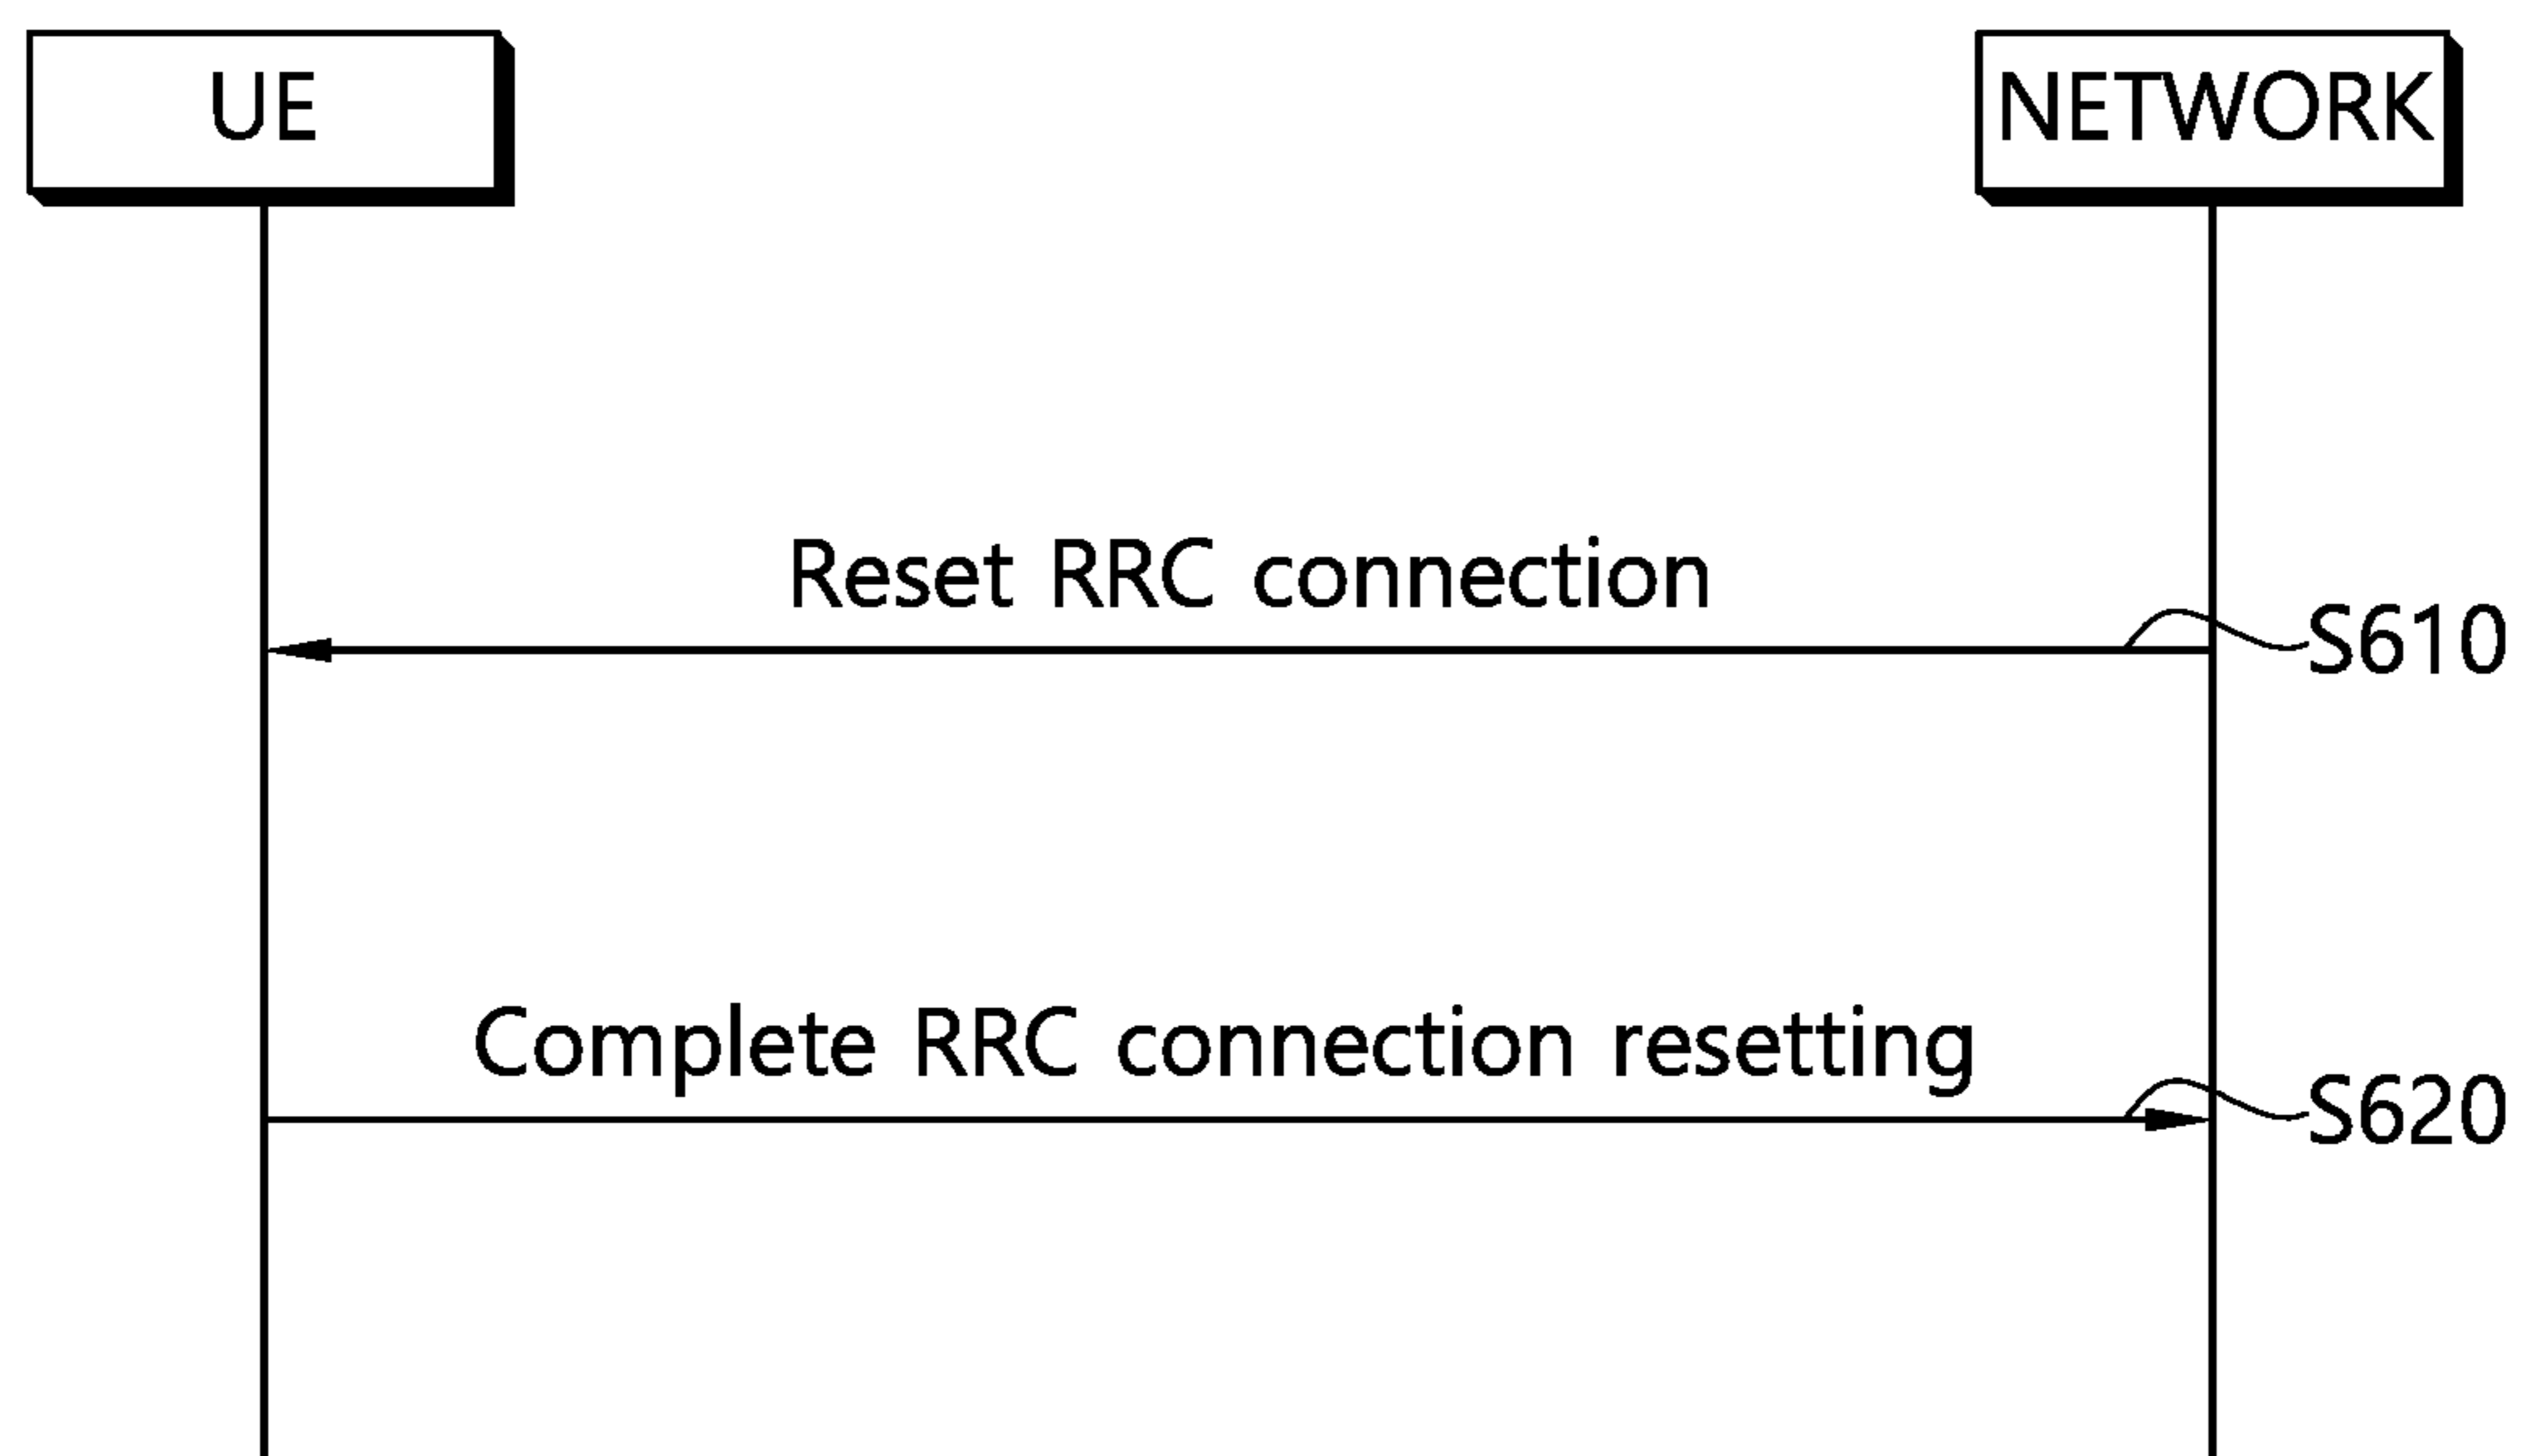 UE
NETWORK
Reset RRC connection
S610
Complete RRC connection resetting
S620